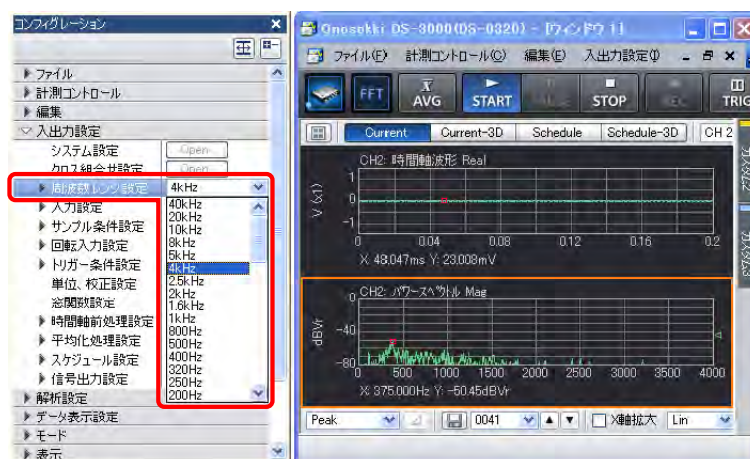 コンフィグレーション
ファイル
計測コントロール
編集
入出力設定
システム設定 Open
クロス組合せ設定 Open
周波数レンジ設定 4kHz
入力設定
サンプル条件設定
回転入力設定
トリガー条件設定
単位、校正設定
窓関数設定
時間軸前処理設定
平均化処理設定
スケジュール設定
信号出力設定
解析設定
データ表示設定
モード
表示
40kHz
20kHz
10kHz
8kHz
5kHz
4kHz
2.5kHz
2kHz
1.6kHz
1kHz
800Hz
500Hz
400Hz
320Hz
250Hz
200Hz
Onosokki DS-3000(DS-0320) - [ウィンドウ 1]
ファイル(F) 計測コントロール(C) 編集(E) 入出力設定(I)
FFT
X
AVG
START
STOP
TRIG
Current Current-3D Schedule Schedule-3D CH 2
CH2: 時間軸波形 Real
V (x1)
1
0
-1
0 0.04 0.08 0.12 0.16 0.2
X: 48.047ms Y: 23.008mV
CH2: パワースペクトル Mag
dBVr
0
-40
-80
0 500 1000 1500 2000 2500 3000 3500 4000
X: 375.000Hz Y: -50.45dBVr
Peak 0041 X軸拡大 Lin